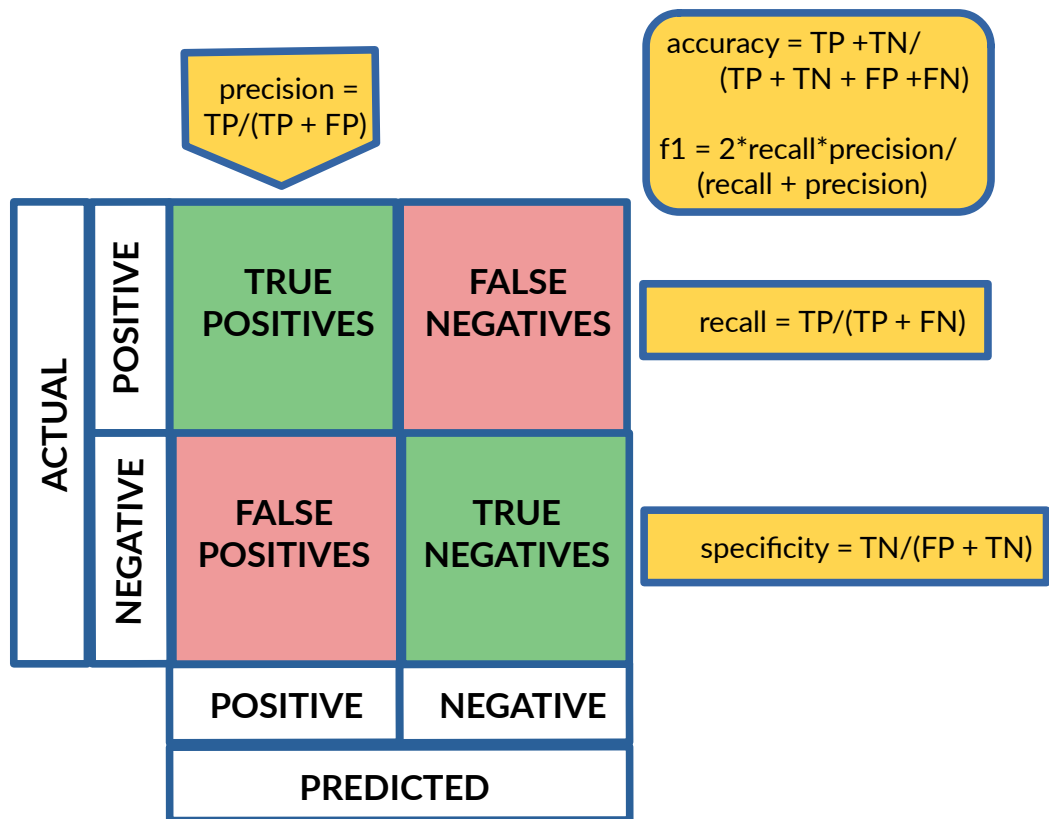 precision =
TP/(TP + FP)
accuracy = TP +TN/
(TP + TN + FP +FN)
f1 = 2*recall*precision/
(recall + precision)
ACTUAL
POSITIVE
NEGATIVE
TRUE
POSITIVES
FALSE
NEGATIVES
recall = TP/(TP + FN)
FALSE
POSITIVES
TRUE
NEGATIVES
specificity = TN/(FP + TN)
POSITIVE
NEGATIVE
PREDICTED